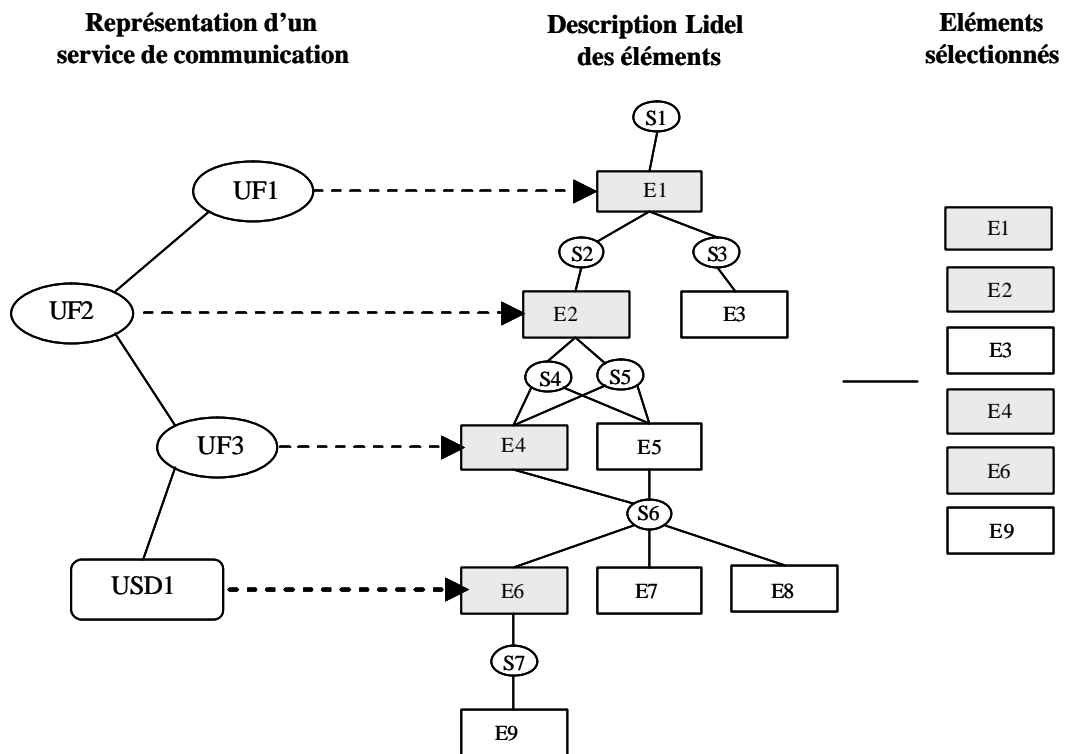 Représentation d'un
service de communication
Description Lidel
des éléments
Eléments
sélectionnés
S1
UF1
E1
S2
S3
UF2
E2
E3
S4
S5
UF3
E4
E5
S6
USD1
E6
E7
E8
S7
E9
E1
E2
E3
E4
E6
E9